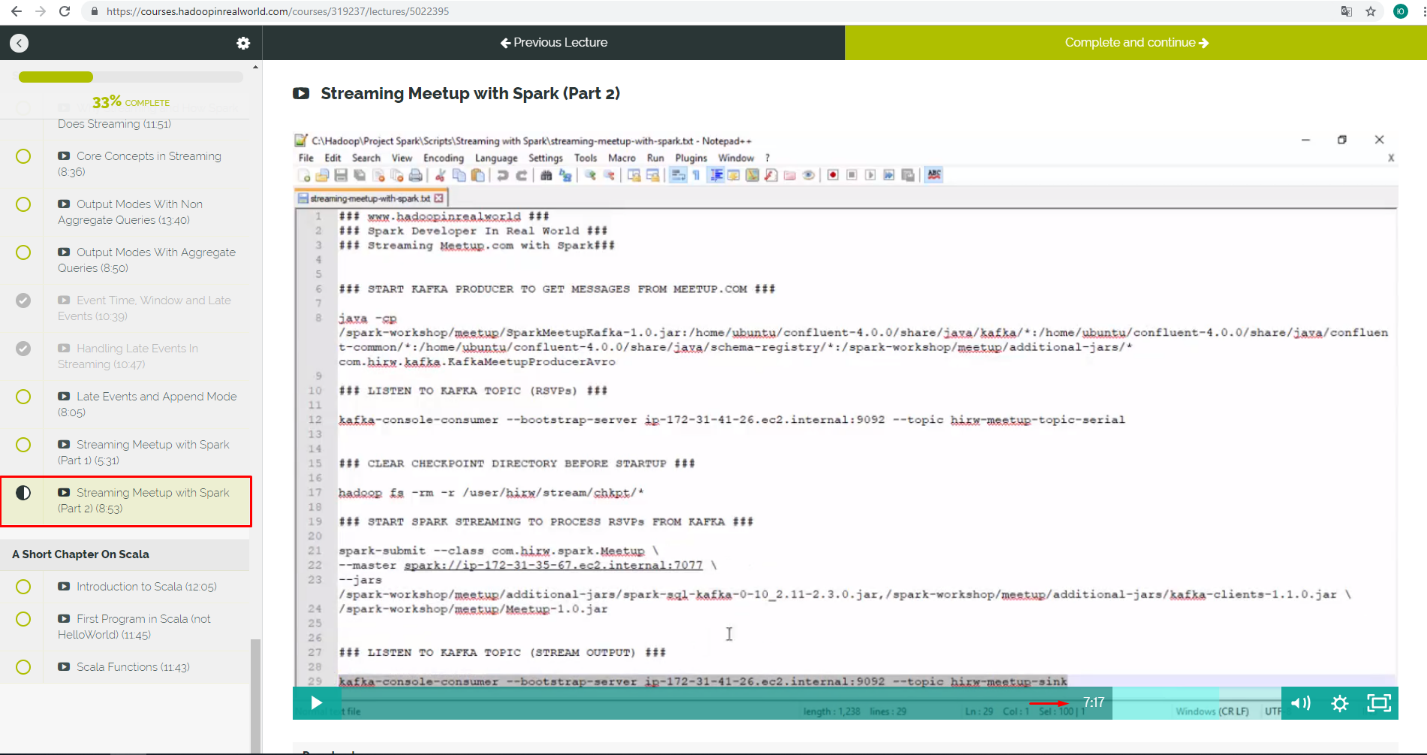 https://courses.hadoopinrealworld.com/courses/319237/lectures/5022395
Previous Lecture
Complete and continue
33% COMPLETE
Does Streaming (11:51)
Core Concepts in Streaming
(8:36)
Output Modes With Non
Aggregate Queries (13:40)
Output Modes With Aggregate
Queries (8:50)
Event Time, Window and Late
Events (10:39)
Handling Late Events In
Streaming (10:47)
Late Events and Append Mode
(8:05)
Streaming Meetup with Spark
(Part 1) (5:31)
Streaming Meetup with Spark
(Part 2) (8:53)
A Short Chapter On Scala
Introduction to Scala (12:05)
First Program in Scala (not
HelloWorld) (11:45)
Scala Functions (11:43)
Streaming Meetup with Spark (Part 2)
C:\Hadoop\Project Spark\Scripts\Streaming with Spark\streaming-meetup-with-spark.txt - Notepad++
File Edit Search View Encoding Language Settings Tools Macro Run Plugins Window ? X
streaming-meetup-with-spark.txt
1 ### www.hadoopinrealworld ###
2 ### Spark Developer In Real World ###
3 ### Streaming Meetup.com with Spark###
4
5
6 ### START KAFKA PRODUCER TO GET MESSAGES FROM MEETUP.COM ###
7
8 java -cp
/spark-workshop/meetup/SparkMeetupKafka-1.0.jar:/home/ubuntu/confluent-4.0.0/share/java/kafka/*:/home/ubuntu/confluent-4.0.0/share/java/confluen
t-common/*:/home/ubuntu/confluent-4.0.0/share/java/schema-registry/*:/spark-workshop/meetup/additional-jars/*
com.hirw.kafka.KafkaMeetupProducerAvro
9
10 ### LISTEN TO KAFKA TOPIC (RSVPs) ###
11
12 kafka-console-consumer --bootstrap-server ip-172-31-41-26.ec2.internal:9092 --topic hirw-meetup-topic-serial
13
14
15 ### CLEAR CHECKPOINT DIRECTORY BEFORE STARTUP ###
16
17 hadoop fs -rm -r /user/hirw/stream/chkpt/*
18
19 ### START SPARK STREAMING TO PROCESS RSVPs FROM KAFKA ###
20
21 spark-submit --class com.hirw.spark.Meetup \
22 --master spark://ip-172-31-35-67.ec2.internal:7077 \
23 --jars
/spark-workshop/meetup/additional-jars/spark-sql-kafka-0-10_2.11-2.3.0.jar,/spark-workshop/meetup/additional-jars/kafka-clients-1.1.0.jar \
24 /spark-workshop/meetup/Meetup-1.0.jar
25
26
27 ### LISTEN TO KAFKA TOPIC (STREAM OUTPUT) ###
28
29 kafka-console-consumer --bootstrap-server ip-172-31-41-26.ec2.internal:9092 --topic hirw-meetup-sink
7:17
xt file length : 1,238 lines : 29 Ln : 29 Col : 1 Sel : 100 | 1 Windows (CR LF) UTF